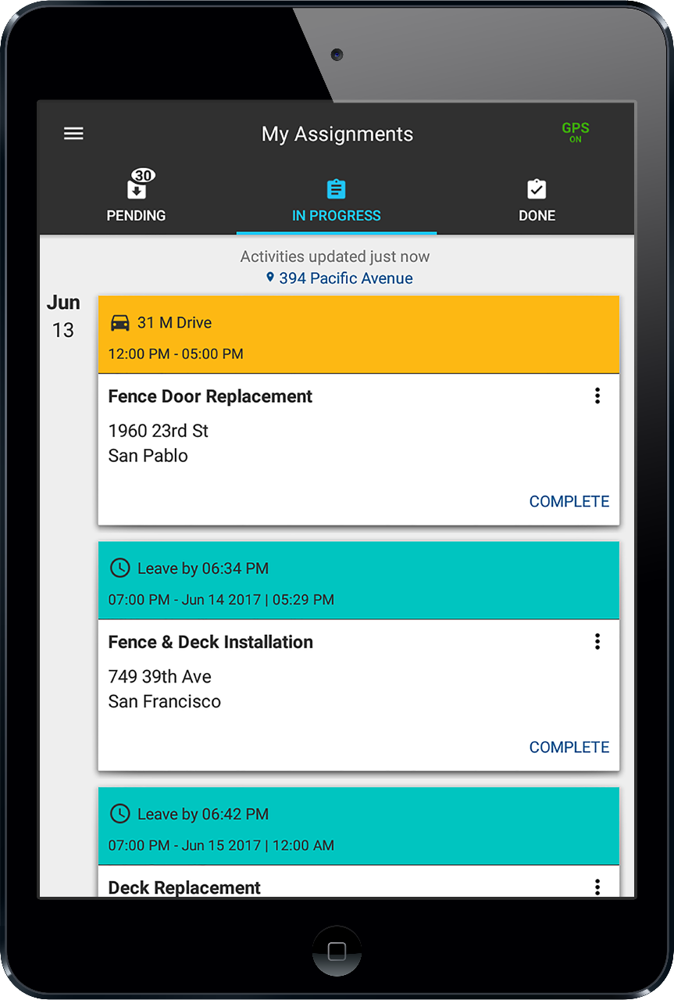 My Assignments
GPS
ON
30
PENDING
IN PROGRESS
DONE
Activities updated just now
394 Pacific Avenue
Jun
13
31 M Drive
12:00 PM - 05:00 PM
Fence Door Replacement
1960 23rd St
San Pablo
COMPLETE
Leave by 06:34 PM
07:00 PM - Jun 14 2017 | 05:29 PM
Fence & Deck Installation
749 39th Ave
San Francisco
COMPLETE
Leave by 06:42 PM
07:00 PM - Jun 15 2017 | 12:00 AM
Deck Replacement